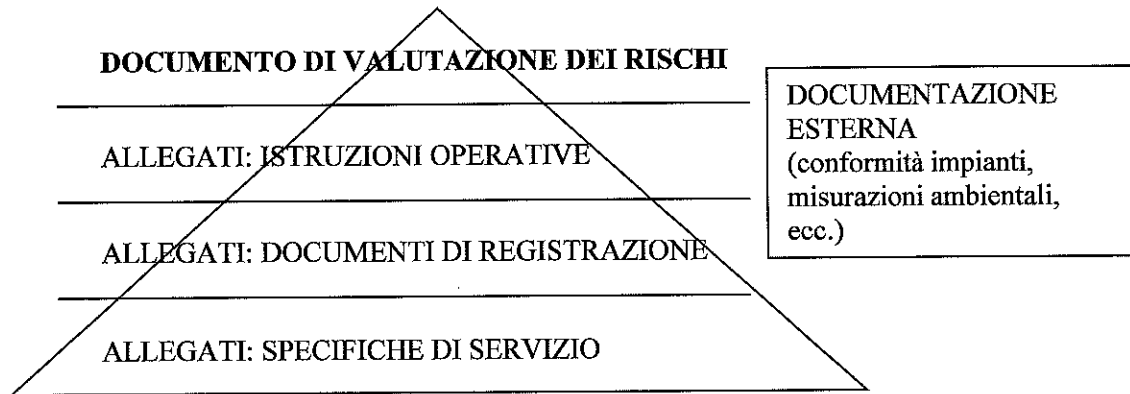 DOCUMENTO DI VALUTAZIONE DEI RISCHI
ALLEGATI: ISTRUZIONI OPERATIVE
ALLEGATI: DOCUMENTI DI REGISTRAZIONE
ALLEGATI: SPECIFICHE DI SERVIZIO
DOCUMENTAZIONE
ESTERNA
(conformità impianti,
misurazioni ambientali,
ecc.)